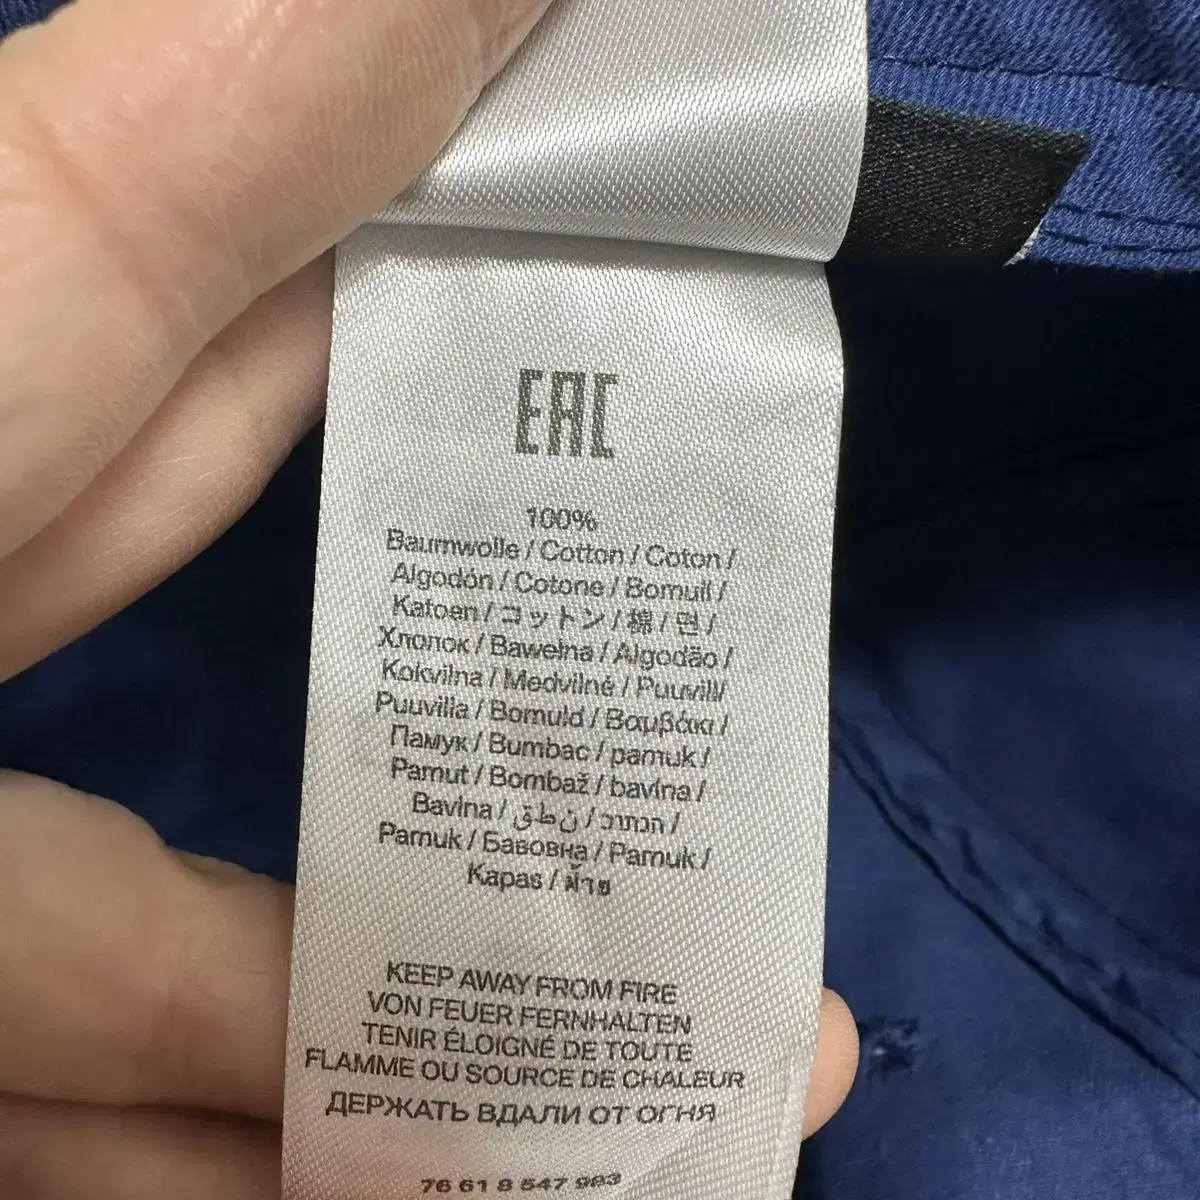 EAC
100%
Baumwolle / Cotton / Coton /
Algodón / Cotone / Bomull /
Katoen / コットン / 棉 / 면 /
Хлопок / Bawełna / Algodão /
Kokvilna / Medvilnė / Puuvill/
Puuvilla / Bomuld / Βαμβάκι /
Памук / Bumbac / pamuk /
Pamut / Bombaž / bavlna /
Bavlna / قطن /
Pamuk / Бавовна / Pamuk /
Kapas / ฝ้าย
KEEP AWAY FROM FIRE
VON FEUER FERNHALTEN
TENIR ÉLOIGNÉ DE TOUTE
FLAMME OU SOURCE DE CHALEUR
ДЕРЖАТЬ ВДАЛИ ОТ ОГНЯ
76 61 8 547 993